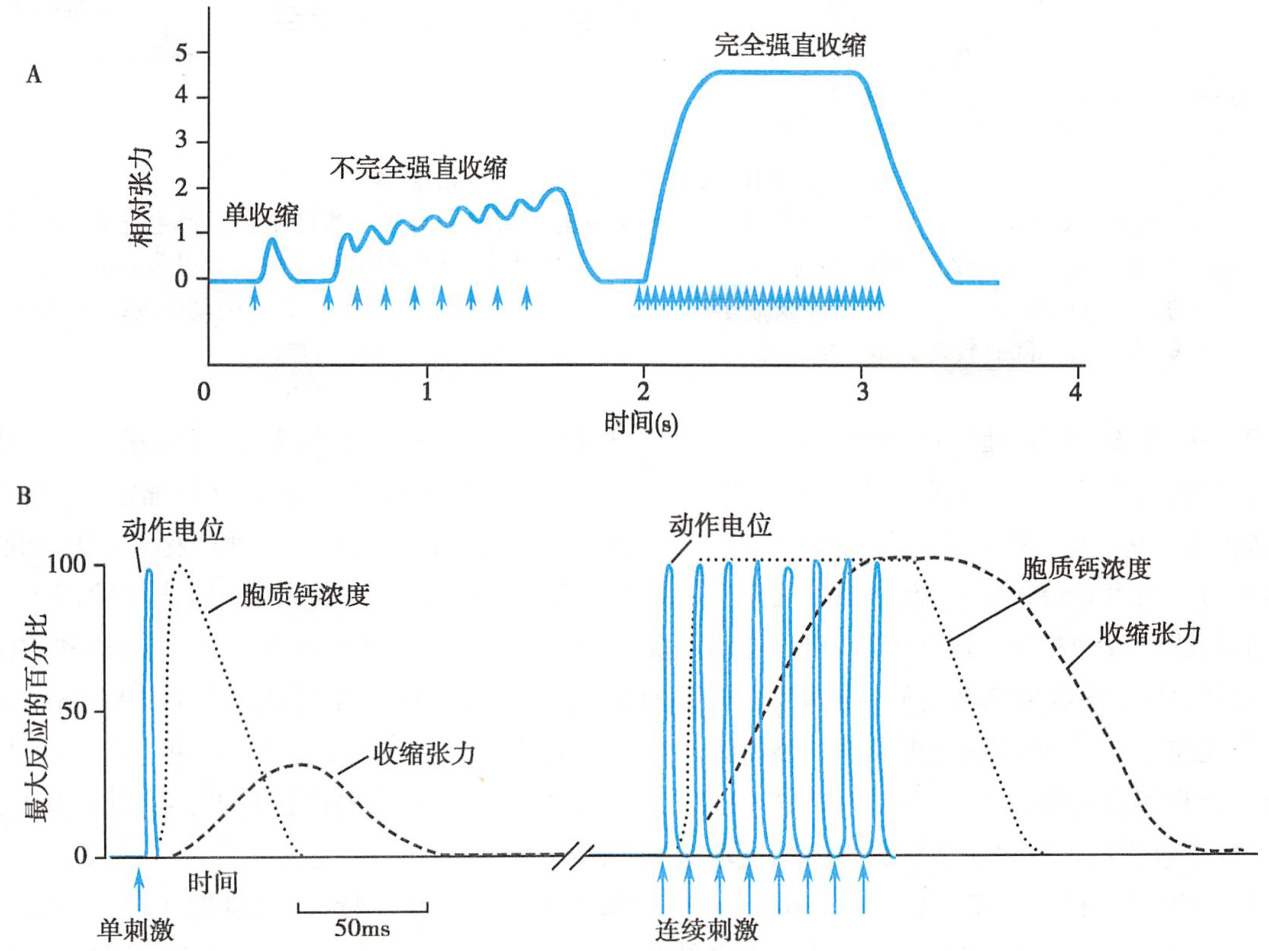 A
完全强直收缩
不完全强直收缩
单收缩
相对张力
5
4
3
2
1
0
0 1 2 3 4
时间(s)
B
动作电位
胞质钙浓度
收缩张力
最大反应的百分比
100
50
0
时间
单刺激
50ms
动作电位
胞质钙浓度
收缩张力
连续刺激